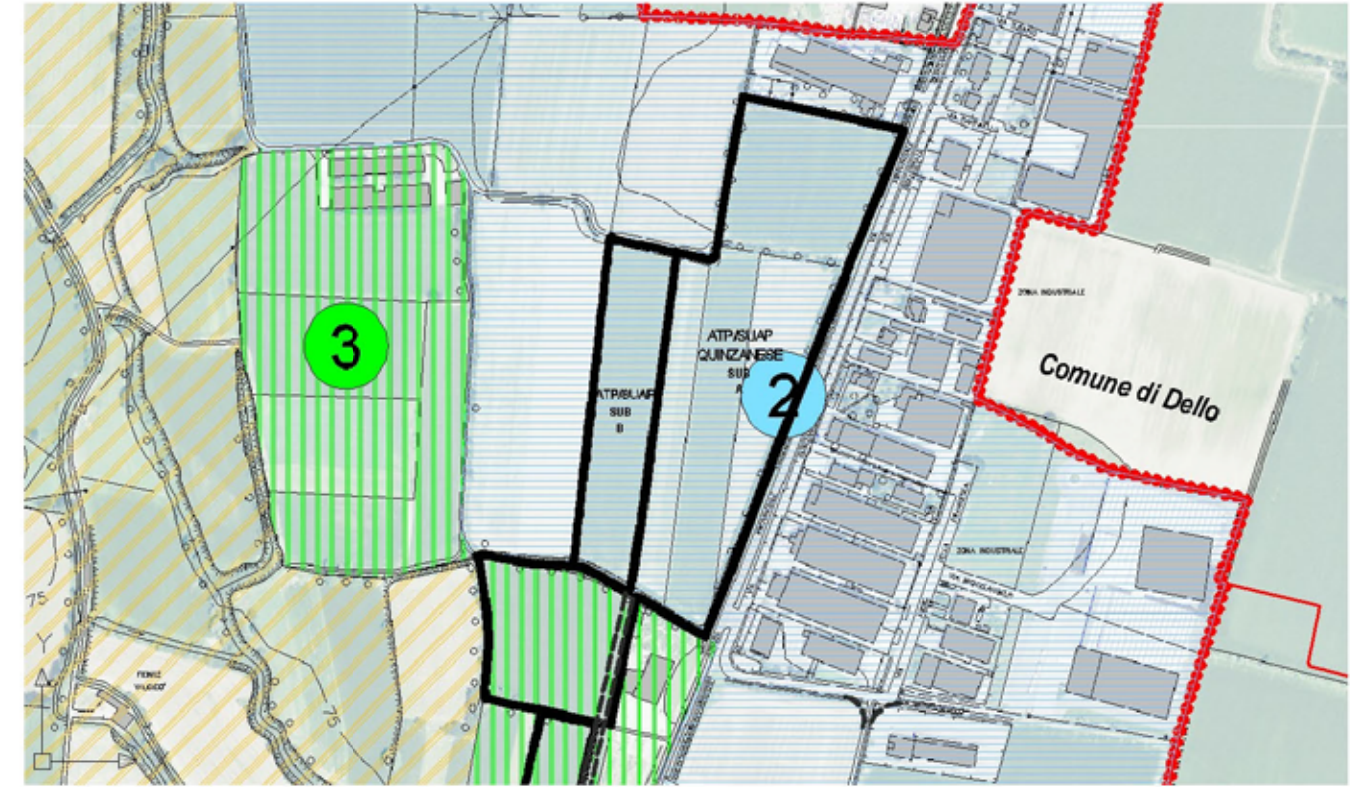 ZONA INDUSTRIALE
3
ATP/SUAP
QUINZANESE
SUB
A
2
ATP/SUAP
SUB
B
Comune di Dello
ZONA INDUSTRIALE
75
75
Y